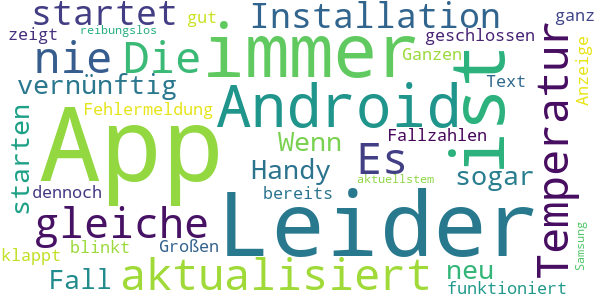 startet
gut
Installation
ganz
zeigt
reibungslos
geschlossen
nie
Die
immer
Ganzen
Anzeige
vernünftig
Android
ist
Text
Temperatur
App
Fehlermeldung
Wenn
Fallzahlen
starten
Handy
Es
sogar
dennoch
bereits
aktuellstem
gleiche
Leider
Samsung
klappt
blinkt
Großen
Fall
aktualisiert
neu
funktioniert